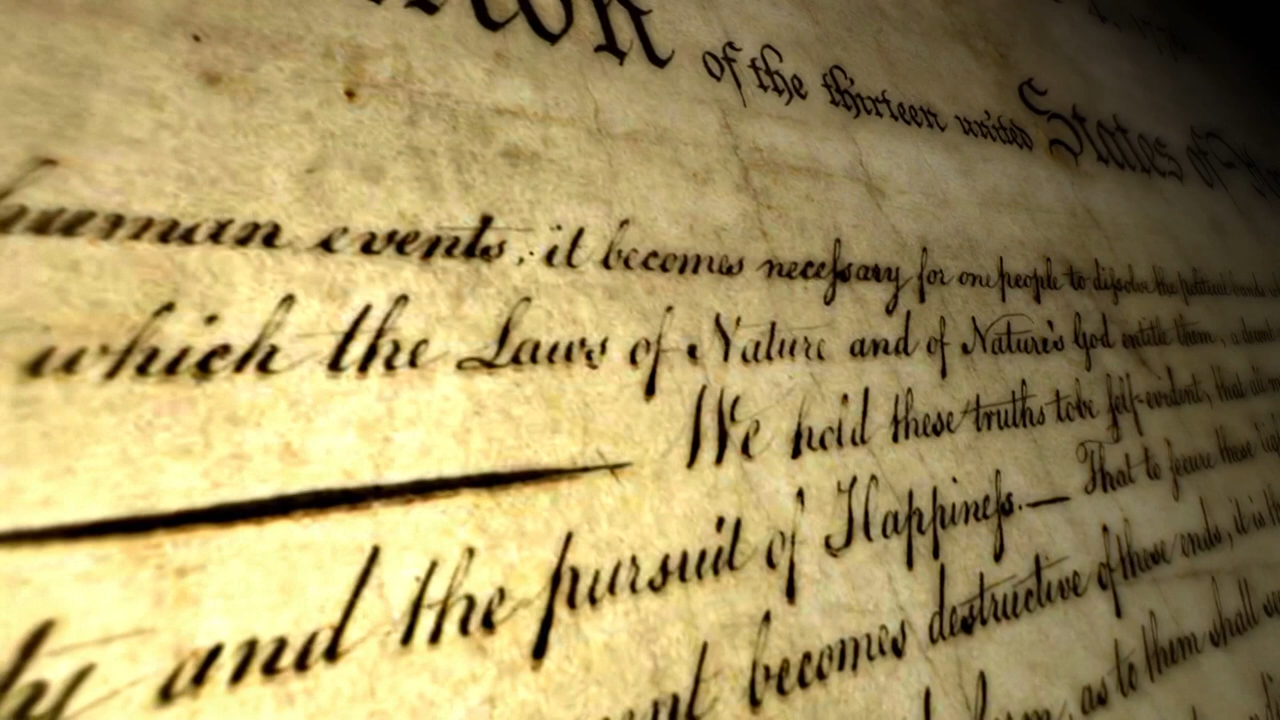 of the thirteen united States of
human events, it becomes necessary for one people to dissolve the political bands
which the Laws of Nature and of Nature's God entitle them, a
We hold these truths to be self-evident, that all
and the pursuit of Happiness.— That to secure these
becomes destructive of these ends, it is
as to them shall